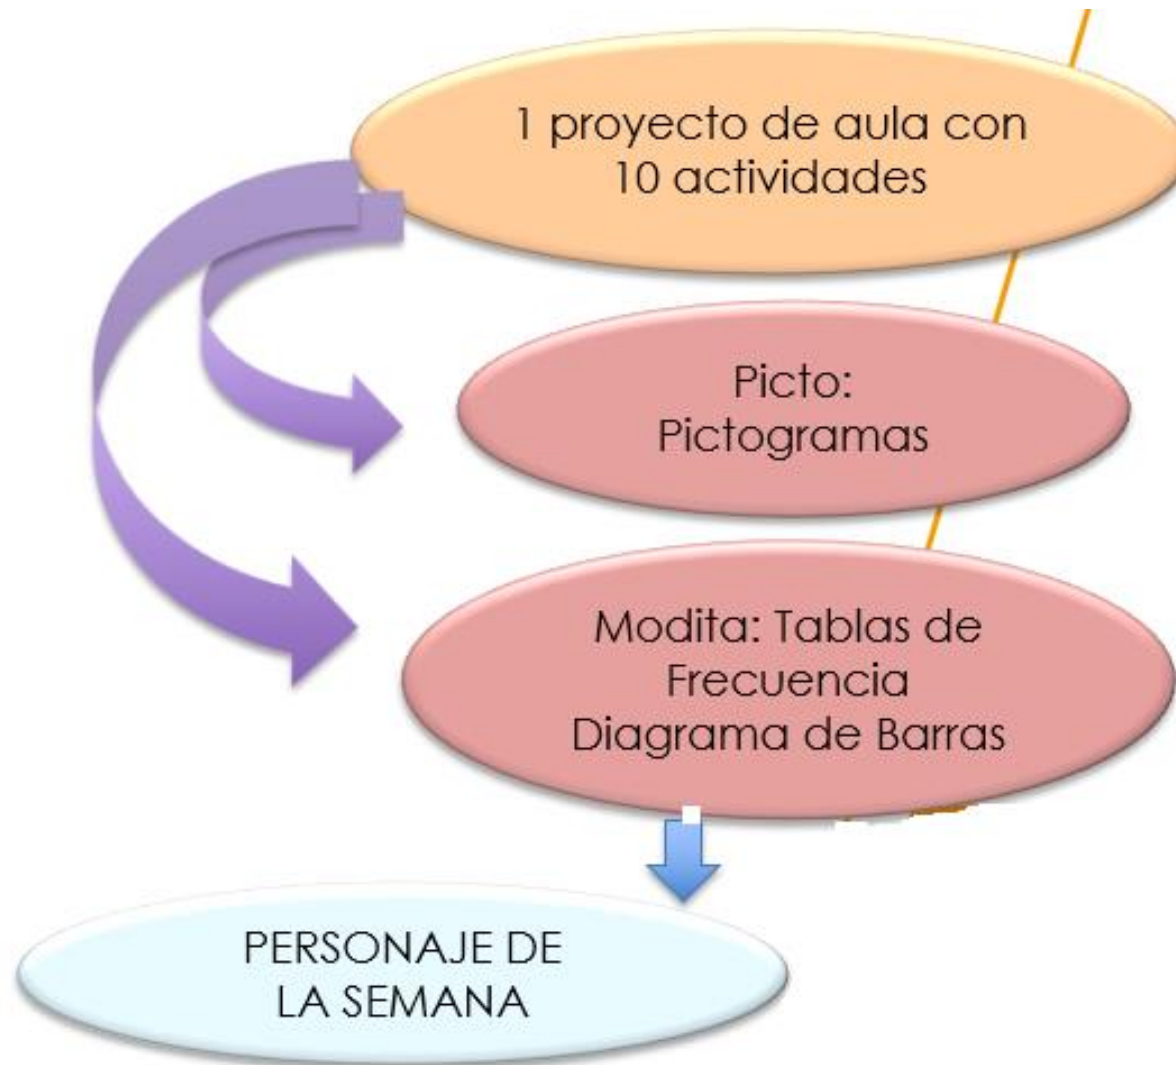 1 proyecto de aula con
10 actividades
Picto:
Pictogramas
Modita: Tablas de
Frecuencia
Diagrama de Barras
PERSONAJE DE
LA SEMANA